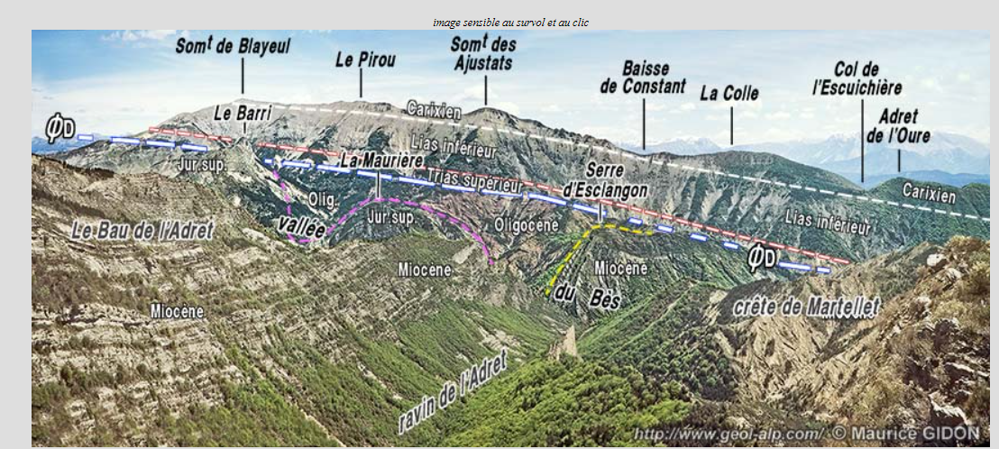 image sensible au survol et au clic
Somt de Blayeul
Le Pirou
Somt des
Ajustats
Baisse
de Constant
La Colle
Col de
l'Escuichière
Adret
de l'Oure
ϕD
Le Barri
Carixien
Lias inférieur
Jur.sup.
La Maurière
Trias supérieur
Serre
d'Esclangon
Carixien
Olig.
vallée
Jur.sup.
Oligocène
Lias inférieur
Le Bau de l'Adret
Miocène
Miocène
ϕD
du Bès
Miocène
crête de Martellet
ravin de l'Adret
http://www.geol-alp.com/ © Maurice GIDON